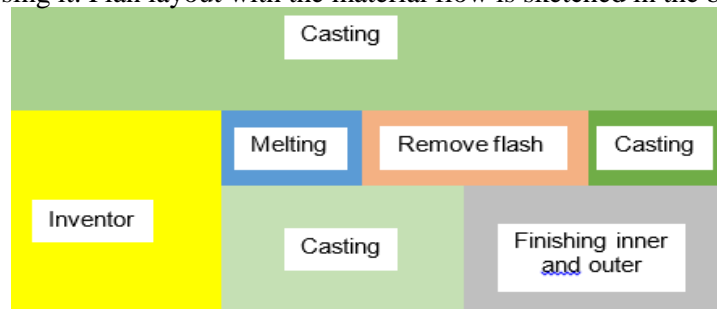 sing it. Plan layout with the material flow is sketched in the b
Casting
Melting
Remove flash
Casting
Inventor
Casting
Finishing inner
and outer